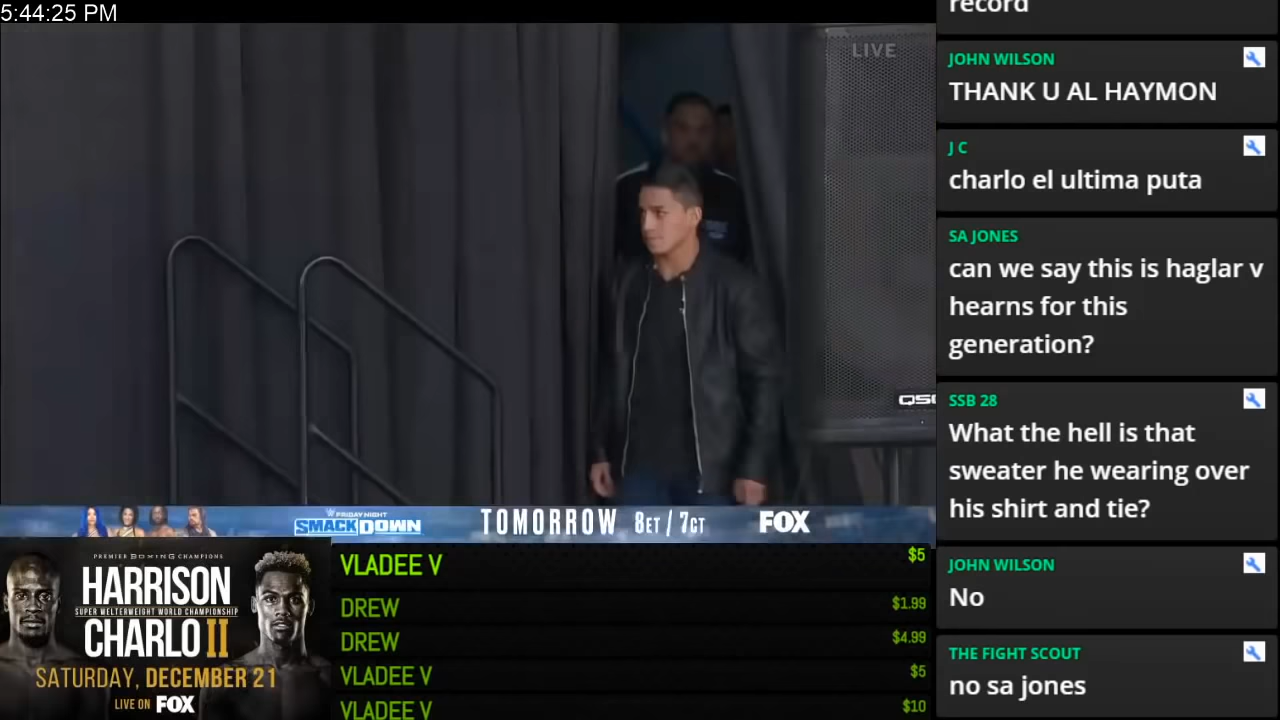 5:44:25 PM
LIVE
QSC
FRIDAY NIGHT
SMACKDOWN
TOMORROW 8ET / 7CT
FOX
PREMIER BOXING CHAMPIONS
HARRISON
SUPER WELTERWEIGHT WORLD CHAMPIONSHIP
CHARLO II
SATURDAY, DECEMBER 21
LIVE ON FOX
VLADEE V $5
DREW $1.99
DREW $4.99
VLADEE V $5
VLADEE V $10
record
JOHN WILSON
THANK U AL HAYMON
J C
charlo el ultima puta
SA JONES
can we say this is haglar v
hearns for this
generation?
SSB 28
What the hell is that
sweater he wearing over
his shirt and tie?
JOHN WILSON
No
THE FIGHT SCOUT
no sa jones